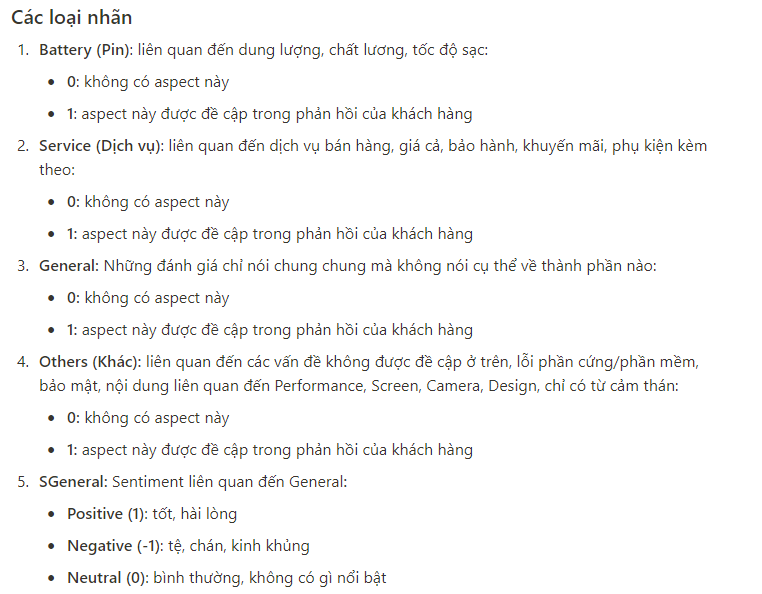 Các loại nhãn
1. Battery (Pin): liên quan đến dung lượng, chất lương, tốc độ sạc:
• 0: không có aspect này
• 1: aspect này được đề cập trong phản hồi của khách hàng
2. Service (Dịch vụ): liên quan đến dịch vụ bán hàng, giá cả, bảo hành, khuyến mãi, phụ kiện kèm
theo:
• 0: không có aspect này
• 1: aspect này được đề cập trong phản hồi của khách hàng
3. General: Những đánh giá chỉ nói chung chung mà không nói cụ thể về thành phần nào:
• 0: không có aspect này
• 1: aspect này được đề cập trong phản hồi của khách hàng
4. Others (Khác): liên quan đến các vấn đề không được đề cập ở trên, lỗi phần cứng/phần mềm,
bảo mật, nội dung liên quan đến Performance, Screen, Camera, Design, chỉ có từ cảm thán:
• 0: không có aspect này
• 1: aspect này được đề cập trong phản hồi của khách hàng
5. SGeneral: Sentiment liên quan đến General:
• Positive (1): tốt, hài lòng
• Negative (-1): tệ, chán, kinh khủng
• Neutral (0): bình thường, không có gì nổi bật